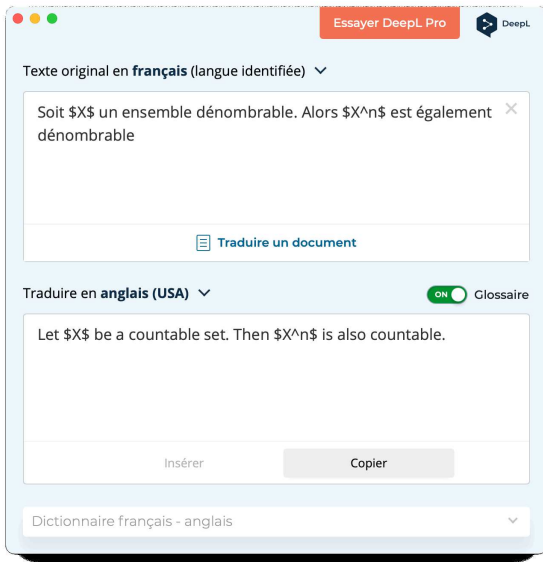 Essayer DeepL Pro
DeepL
Texte original en français (langue identifiée)
Soit $X$ un ensemble dénombrable. Alors $X^n$ est également
dénombrable
Traduire un document
Traduire en anglais (USA)
ON
Glossaire
Let $X$ be a countable set. Then $X^n$ is also countable.
Insérer
Copier
Dictionnaire français - anglais